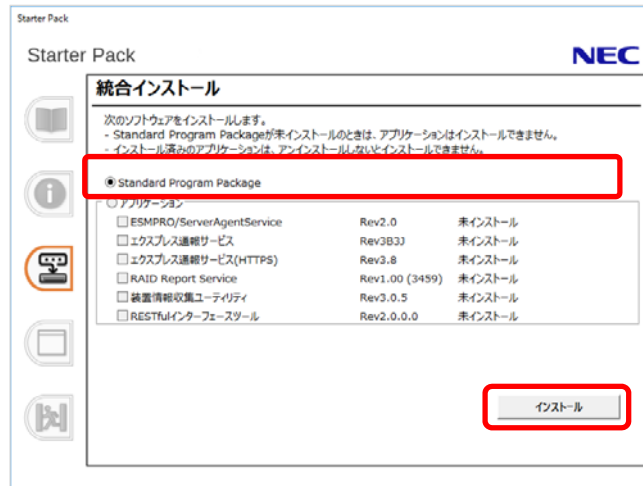 Starter Pack
Starter Pack
NEC
統合インストール
次のソフトウェアをインストールします。
- Standard Program Packageが未インストールのときは、アプリケーションはインストールできません。
- インストール済みのアプリケーションは、アンインストールしないとインストールできません。
Standard Program Package
アプリケーション
ESMPRO/ServerAgentService Rev2.0 未インストール
エクスプレス通報サービス Rev3B3J 未インストール
エクスプレス通報サービス(HTTPS) Rev3.8 未インストール
RAID Report Service Rev1.00 (3459) 未インストール
装置情報収集ユーティリティ Rev3.0.5 未インストール
RESTfulインターフェースツール Rev2.0.0.0 未インストール
インストール